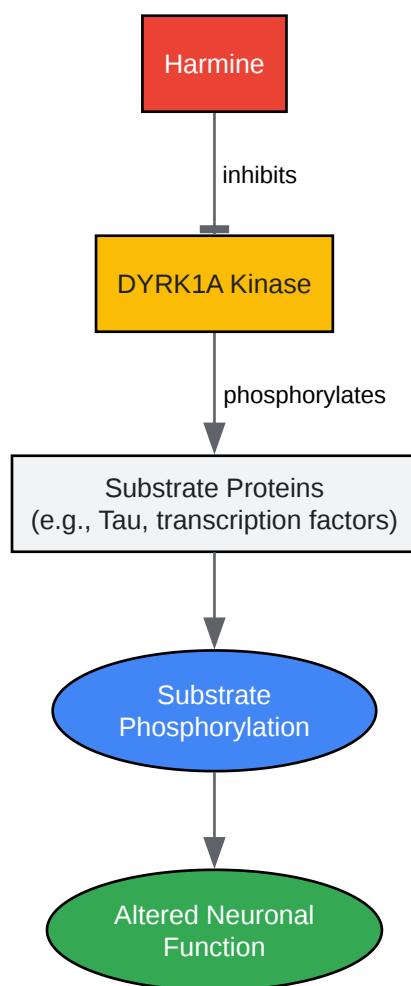 Harmine
inhibits
DYRK1A Kinase
phosphorylates
Substrate Proteins
(e.g., Tau, transcription factors)
Substrate
Phosphorylation
Altered Neuronal
Function